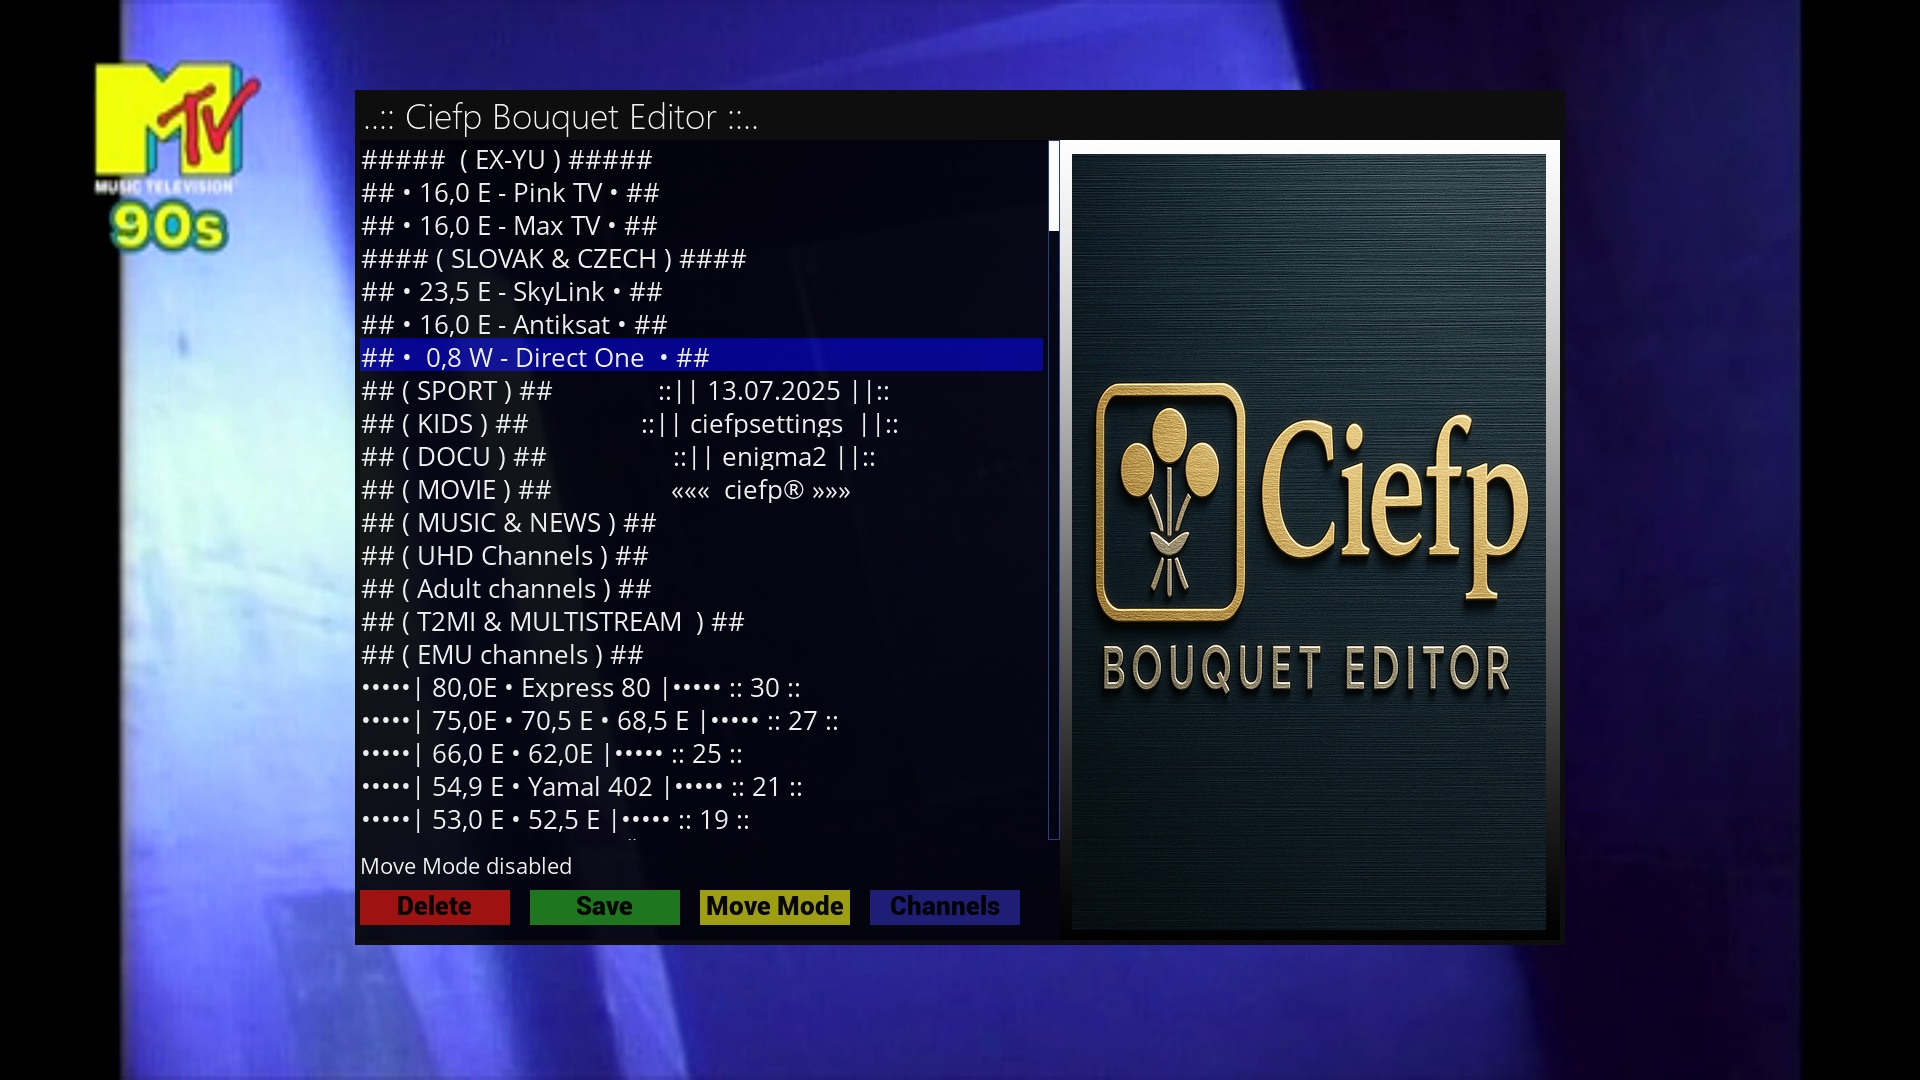 MTV
MUSIC TELEVISION
90s
..:: Ciefp Bouquet Editor ::..
##### ( EX-YU ) #####
## • 16,0 E - Pink TV • ##
## • 16,0 E - Max TV • ##
#### ( SLOVAK & CZECH ) ####
## • 23,5 E - SkyLink • ##
## • 16,0 E - Antiksat • ##
## • 0,8 W - Direct One • ##
## ( SPORT ) ## ::|| 13.07.2025 ||::
## ( KIDS ) ## ::|| ciefpsettings ||::
## ( DOCU ) ## ::|| enigma2 ||::
## ( MOVIE ) ## ««« ciefp® »»»
## ( MUSIC & NEWS ) ##
## ( UHD Channels ) ##
## ( Adult channels ) ##
## ( T2MI & MULTISTREAM ) ##
## ( EMU channels ) ##
•••••| 80,0E • Express 80 |••••• :: 30 ::
•••••| 75,0E • 70,5 E • 68,5 E |••••• :: 27 ::
•••••| 66,0 E • 62,0E |••••• :: 25 ::
•••••| 54,9 E • Yamal 402 |••••• :: 21 ::
•••••| 53,0 E • 52,5 E |••••• :: 19 ::
Move Mode disabled
Delete
Save
Move Mode
Channels
Ciefp
BOUQUET EDITOR